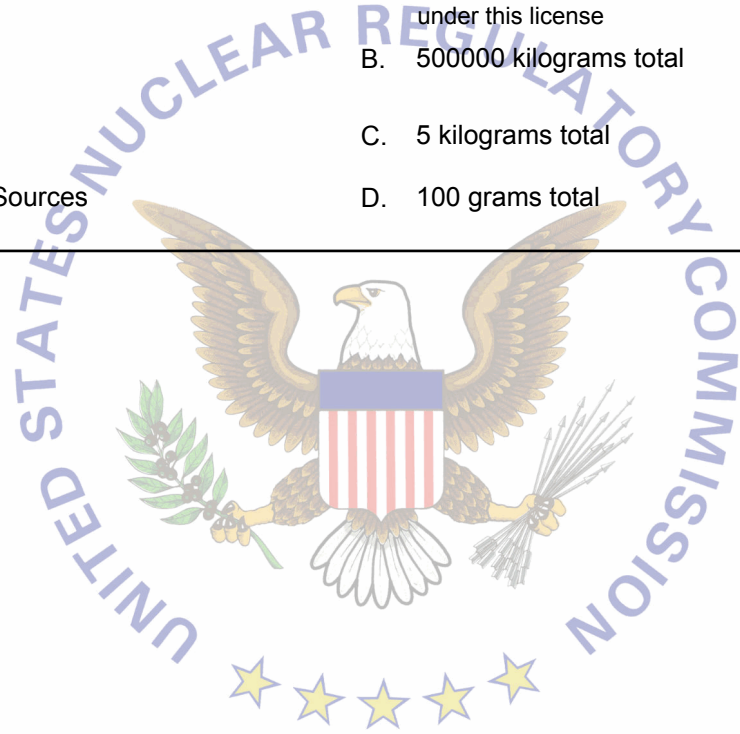 under this license
B. 500000 kilograms total
C. 5 kilograms total
Sources
D. 100 grams total
UNITED STATES NUCLEAR REGULATORY COMMISSION